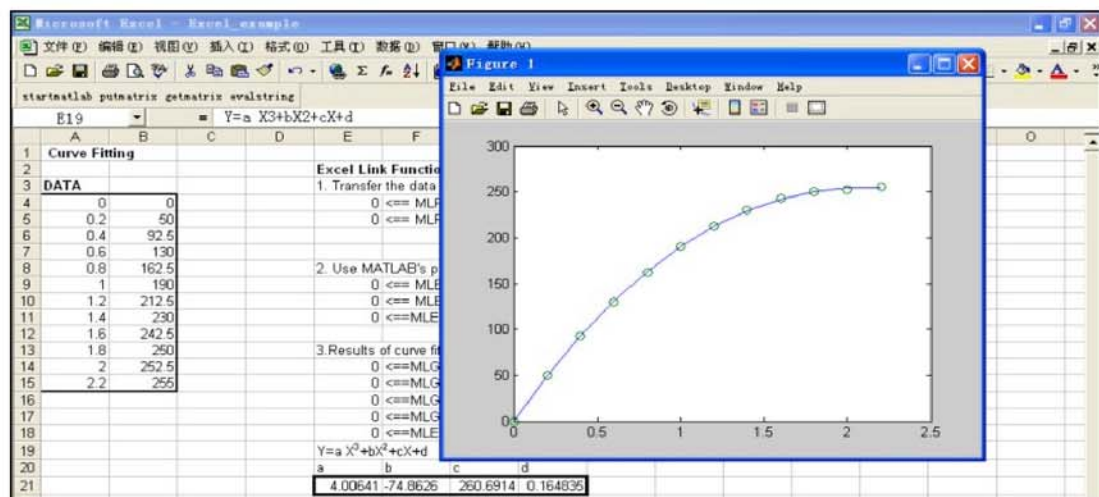 Microsoft Excel - Excel_example
文件(F) 编辑(E) 视图(V) 插入(I) 格式(O) 工具(T) 数据(D) 窗口(W) 帮助(H)
startmatlab putmatrix getmatrix evalstring
E19 = Y=a X3+bX2+cX+d
A B C D E F O
1 Curve Fitting
2 Excel Link Functio
3 DATA 1. Transfer the data
4 0 0 0 <== MLP
5 0.2 50 0 <== MLP
6 0.4 92.5
7 0.6 130
8 0.8 162.5 2. Use MATLAB's p
9 1 190 0 <== MLE
10 1.2 212.5 0 <== MLE
11 1.4 230 0 <==MLE
12 1.6 242.5
13 1.8 250 3.Results of curve fit
14 2 252.5 0 <==MLG
15 2.2 255 0 <==MLG
16 0 <==MLG
17 0 <==MLG
18 0 <==MLE
19 Y=a X³+bX²+cX+d
20 a b c d
21 4.00641 -74.8626 260.6914 0.164835
Figure 1
File Edit View Insert Tools Desktop Window Help
300
250
200
150
100
50
0
0 0.5 1 1.5 2 2.5